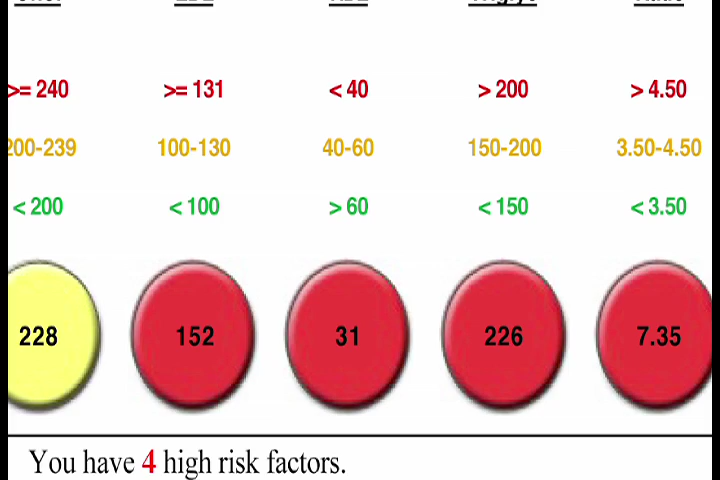 >= 240 >= 131 < 40 > 200 > 4.50
200-239 100-130 40-60 150-200 3.50-4.50
< 200 < 100 > 60 < 150 < 3.50
228 152 31 226 7.35
You have 4 high risk factors.